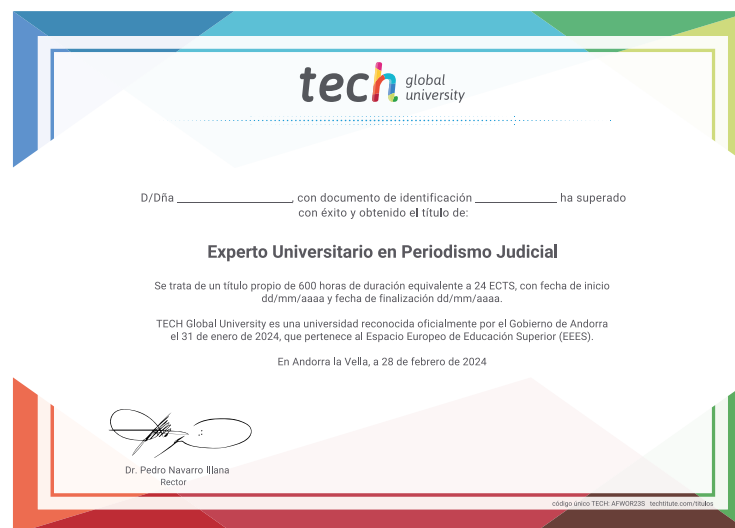 tech global university
D/Dña ____________________, con documento de identificación ______________ ha superado
con éxito y obtenido el título de:
Experto Universitario en Periodismo Judicial
Se trata de un título propio de 600 horas de duración equivalente a 24 ECTS, con fecha de inicio
dd/mm/aaaa y fecha de finalización dd/mm/aaaa.
TECH Global University es una universidad reconocida oficialmente por el Gobierno de Andorra
el 31 de enero de 2024, que pertenece al Espacio Europeo de Educación Superior (EEES).
En Andorra la Vella, a 28 de febrero de 2024
Dr. Pedro Navarro Illana
Rector
código único TECH: AFWOR23S techtitute.com/titulos